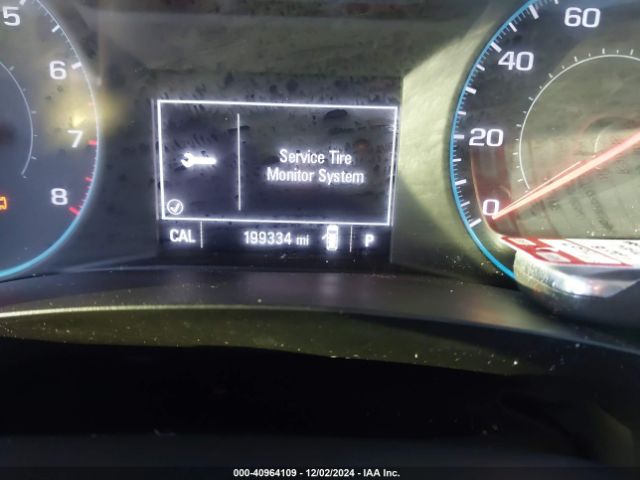 5
6
7
8
Service Tire
Monitor System
CAL 199334 mi P
60
40
20
0
000-40964109 - 12/02/2024 - IAA Inc.